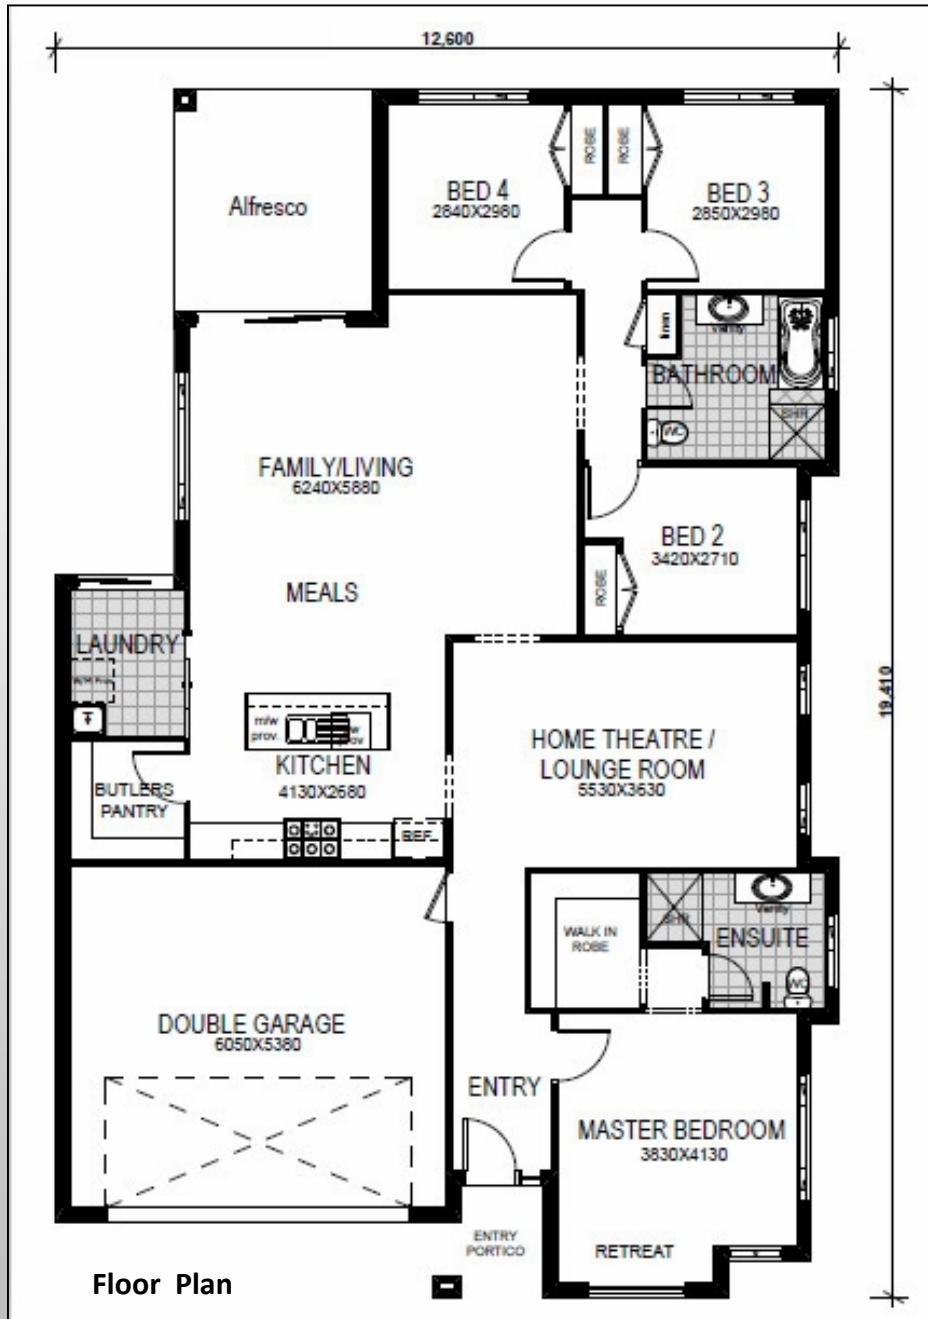 12,600
BED 4
2840X2980
ROBE
ROBE
BED 3
2850X2980
Alfresco
linen
Vanity
BATHROOM
SHR
WC
FAMILY/LIVING
6240X5880
BED 2
3420X2710
ROBE
MEALS
LAUNDRY
W/M Prov.
19,410
m/w
prov.
prov
KITCHEN
4130X2680
HOME THEATRE /
LOUNGE ROOM
5530X3630
BUTLERS
PANTRY
REF.
SHR
Vanity
ENSUITE
WC
WALK IN
ROBE
DOUBLE GARAGE
6050X5380
ENTRY
MASTER BEDROOM
3830X4130
ENTRY
PORTICO
RETREAT
Floor Plan